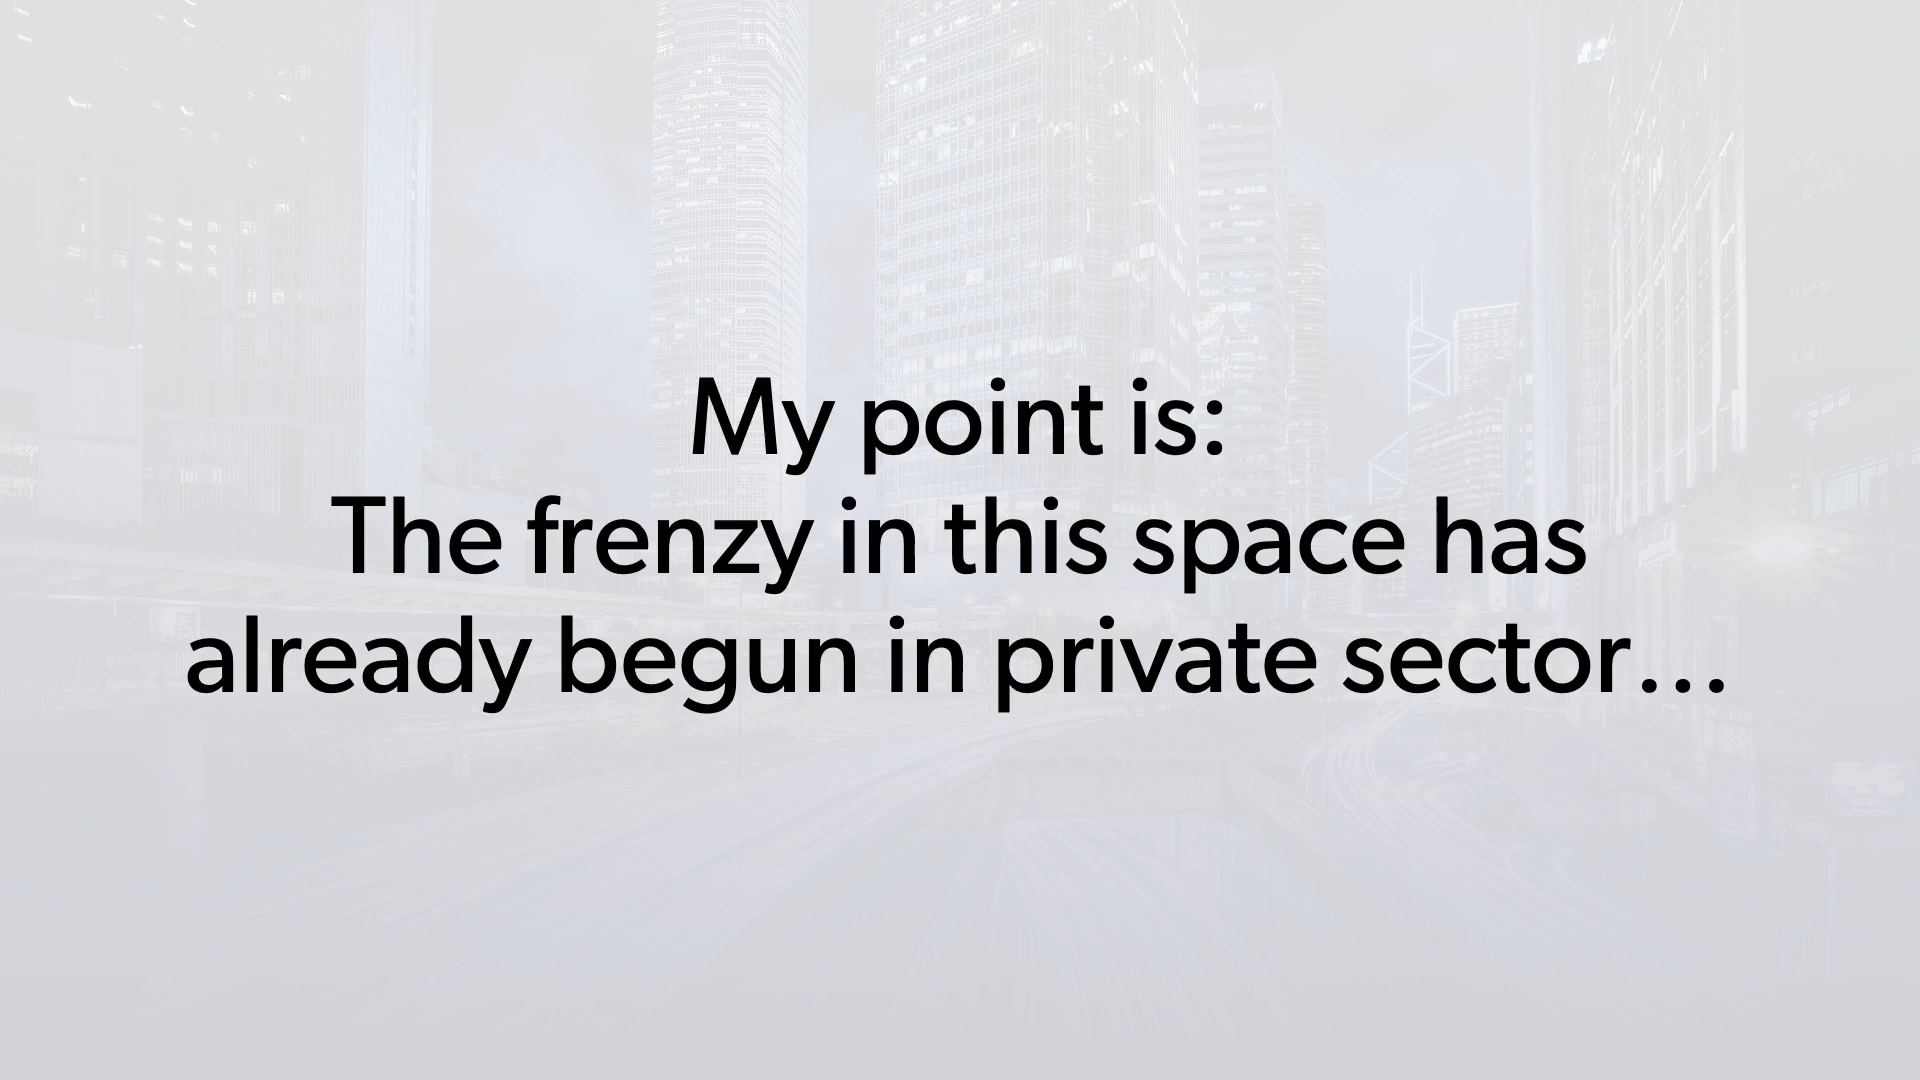 My point is:
The frenzy in this space has
already begun in private sector…